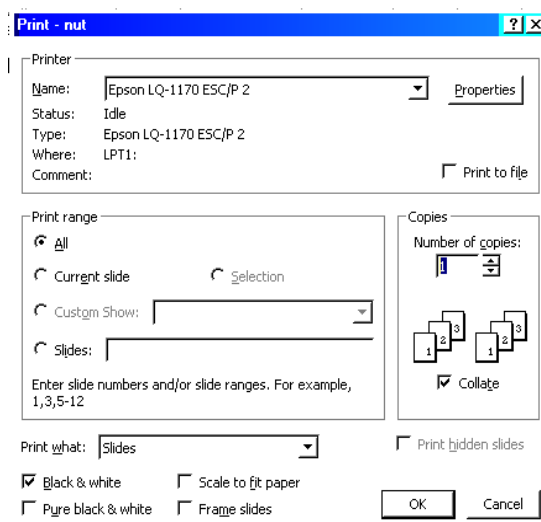 Print - nut
Printer
Name: Epson LQ-1170 ESC/P 2 Properties
Status: Idle
Type: Epson LQ-1170 ESC/P 2
Where: LPT1:
Comment: Print to file
Print range
All
Current slide Selection
Custom Show:
Slides:
Enter slide numbers and/or slide ranges. For example,
1,3,5-12
Copies
Number of copies:
1
1 2 3 1 2 3
Collate
Print what: Slides Print hidden slides
Black & white Scale to fit paper
Pure black & white Frame slides OK Cancel